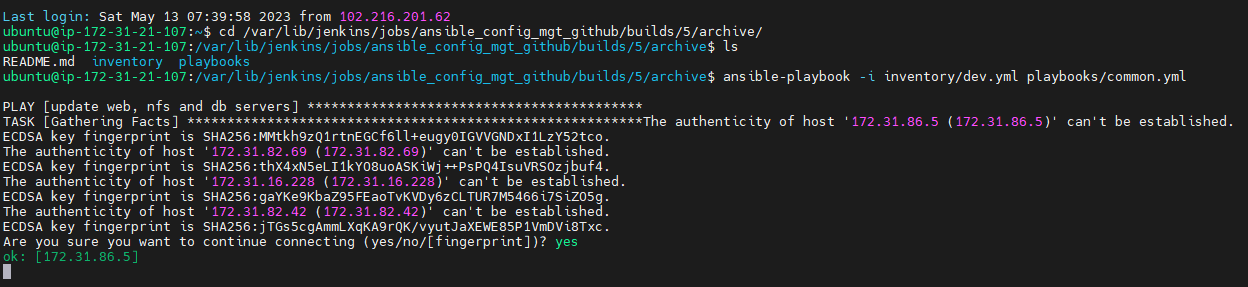 Last login: Sat May 13 07:39:58 2023 from 102.216.201.62
ubuntu@ip-172-31-21-107:~$ cd /var/lib/jenkins/jobs/ansible_config_mgt_github/builds/5/archive/
ubuntu@ip-172-31-21-107:/var/lib/jenkins/jobs/ansible_config_mgt_github/builds/5/archive$ ls
README.md  inventory  playbooks
ubuntu@ip-172-31-21-107:/var/lib/jenkins/jobs/ansible_config_mgt_github/builds/5/archive$ ansible-playbook -i inventory/dev.yml playbooks/common.yml
PLAY [update web, nfs and db servers] ******************************************
TASK [Gathering Facts] *********************************************************The authenticity of host '172.31.86.5 (172.31.86.5)' can't be established.
ECDSA key fingerprint is SHA256:MMtkh9zQ1rtnEGCf6ll+eugy0IGVVGNDxI1LzY52tco.
The authenticity of host '172.31.82.69 (172.31.82.69)' can't be established.
ECDSA key fingerprint is SHA256:thX4xN5eLI1kYO8uoASKiWj++PsPQ4IsuVRSOzjbuf4.
The authenticity of host '172.31.16.228 (172.31.16.228)' can't be established.
ECDSA key fingerprint is SHA256:gaYKe9KbaZ95FEaoTvKVDy6zCLTUR7M5466i7SiZO5g.
The authenticity of host '172.31.82.42 (172.31.82.42)' can't be established.
ECDSA key fingerprint is SHA256:jTGs5cgAmmLXqKA9rQK/vyutJaXEWE85P1VmDVi8Txc.
Are you sure you want to continue connecting (yes/no/[fingerprint])? yes
ok: [172.31.86.5]